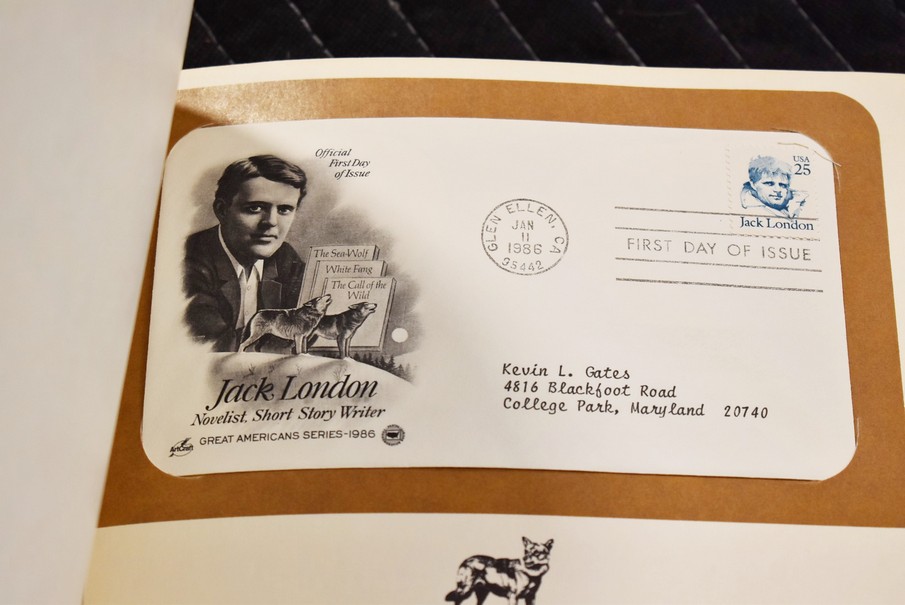 Official
First Day
of Issue
The Sea-Wolf
White Fang
The Call of the
Wild
Jack London
Novelist, Short Story Writer
GREAT AMERICANS SERIES-1986
ArtCraft
GLEN ELLEN, CA
JAN
11
1986
95442
USA
25
Jack London
FIRST DAY OF ISSUE
Kevin L. Gates
4816 Blackfoot Road
College Park, Maryland 20740